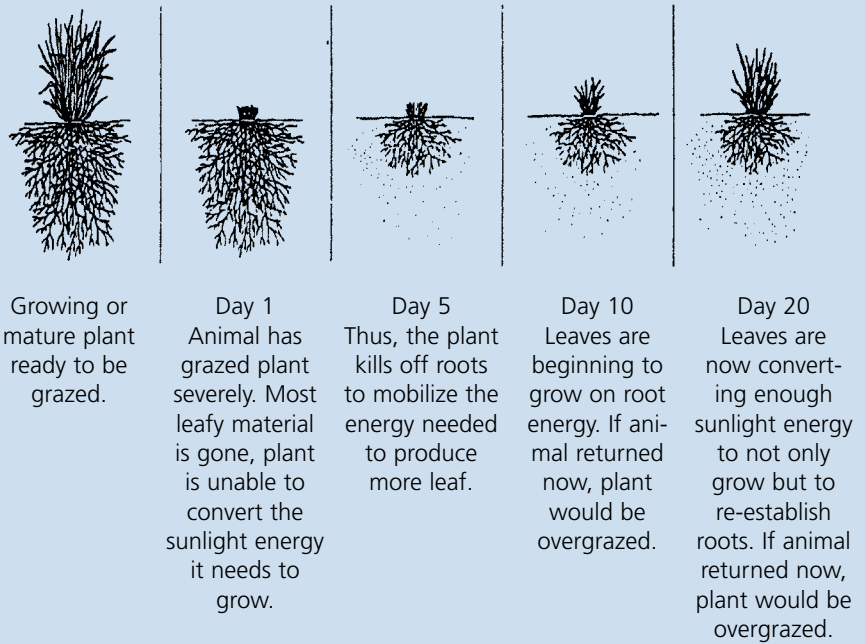 Growing or
mature plant
ready to be
grazed.
Day 1
Animal has
grazed plant
severely. Most
leafy material
is gone, plant
is unable to
convert the
sunlight energy
it needs to
grow.
Day 5
Thus, the plant
kills off roots
to mobilize the
energy needed
to produce
more leaf.
Day 10
Leaves are
beginning to
grow on root
energy. If ani-
mal returned
now, plant
would be
overgrazed.
Day 20
Leaves are
now convert-
ing enough
sunlight energy
to not only
grow but to
re-establish
roots. If animal
returned now,
plant would be
overgrazed.